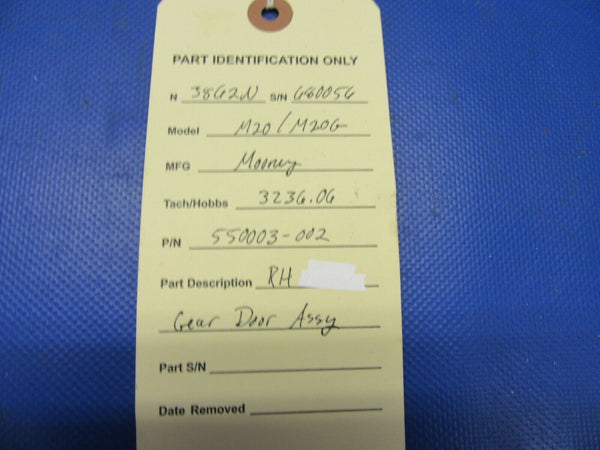 PART IDENTIFICATION ONLY
N 3862N S/N 680056
Model M20/M20G
MFG Mooney
Tach/Hobbs 3236.06
P/N 550003-002
Part Description RH
Gear Door Assy
Part S/N
Date Removed